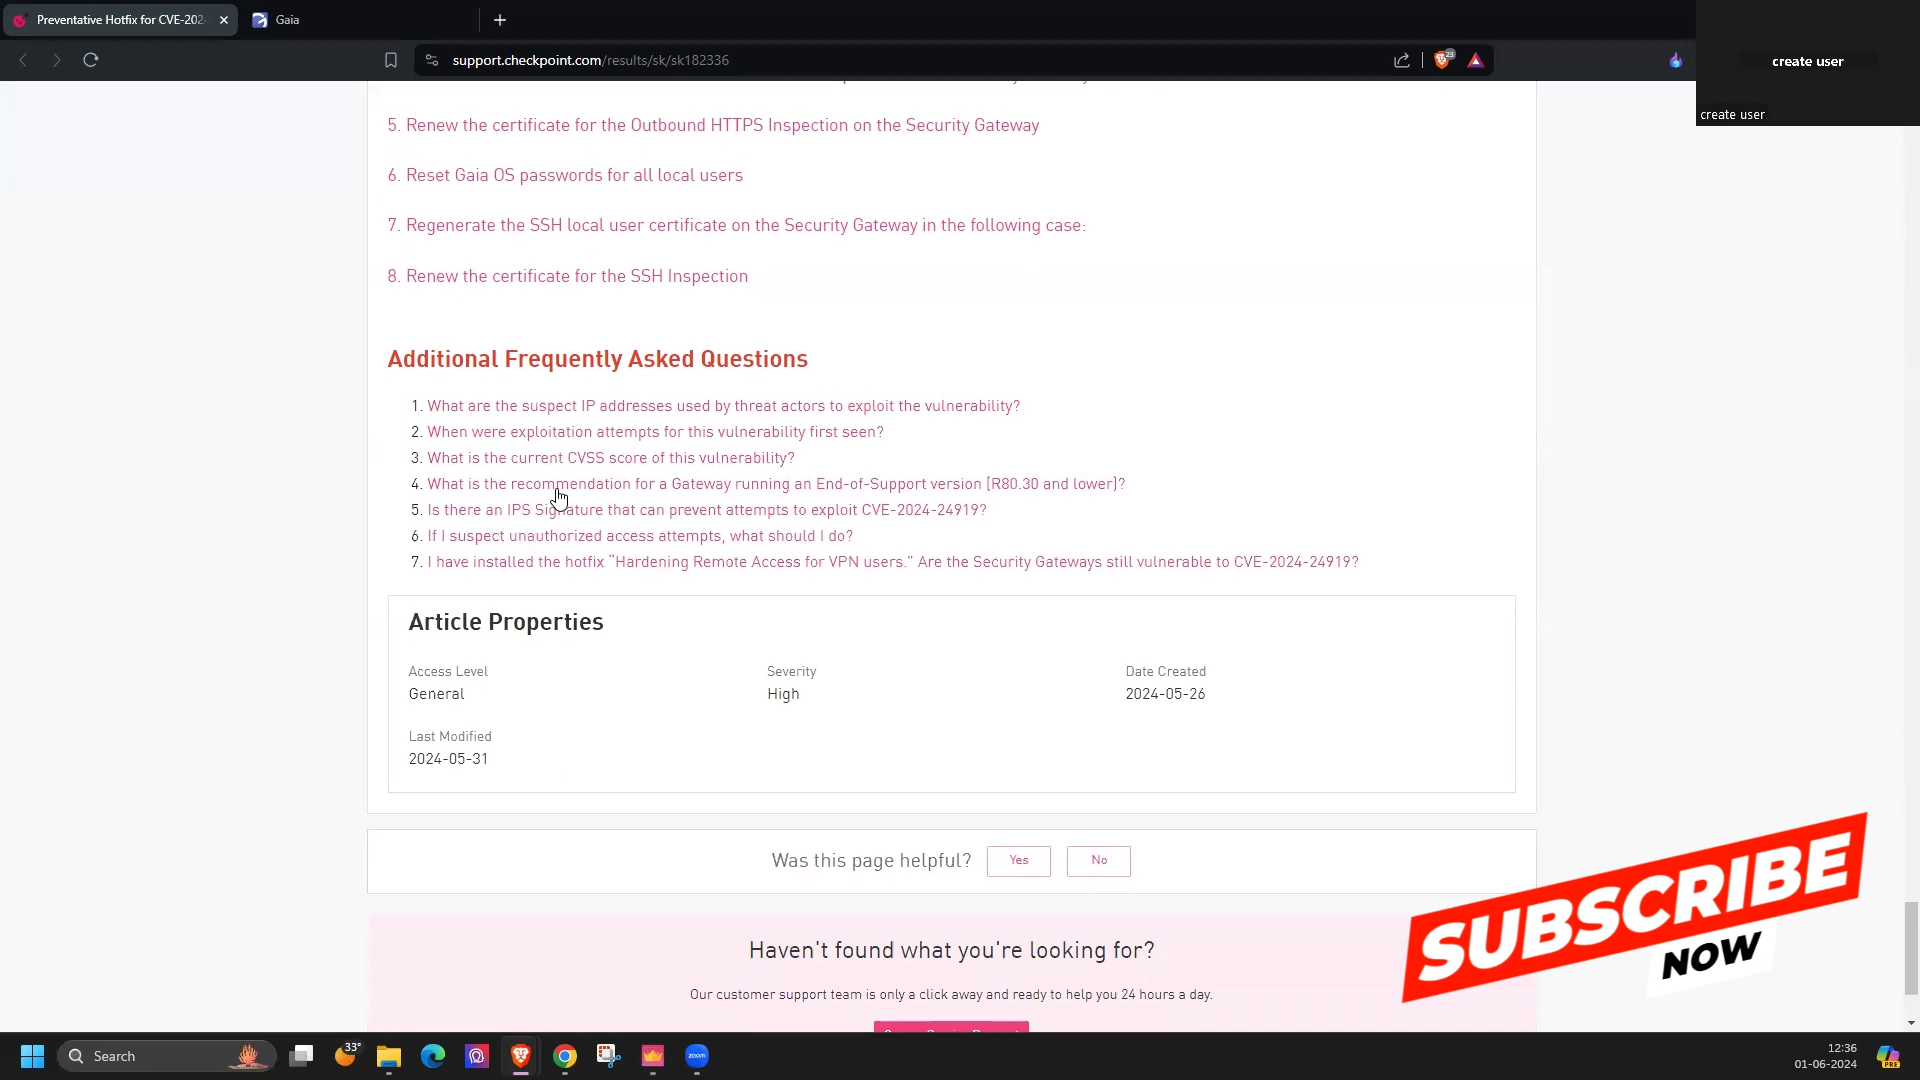 Preventative Hotfix for CVE-202
Gaia
support.checkpoint.com/results/sk/sk182336
23
create user
create user
5. Renew the certificate for the Outbound HTTPS Inspection on the Security Gateway
6. Reset Gaia OS passwords for all local users
7. Regenerate the SSH local user certificate on the Security Gateway in the following case:
8. Renew the certificate for the SSH Inspection
Additional Frequently Asked Questions
1. What are the suspect IP addresses used by threat actors to exploit the vulnerability?
2. When were exploitation attempts for this vulnerability first seen?
3. What is the current CVSS score of this vulnerability?
4. What is the recommendation for a Gateway running an End-of-Support version (R80.30 and lower)?
5. Is there an IPS Signature that can prevent attempts to exploit CVE-2024-24919?
6. If I suspect unauthorized access attempts, what should I do?
7. I have installed the hotfix "Hardening Remote Access for VPN users." Are the Security Gateways still vulnerable to CVE-2024-24919?
Article Properties
Access Level
Severity
Date Created
General
High
2024-05-26
Last Modified
2024-05-31
Was this page helpful?
Yes
No
Haven't found what you're looking for?
Our customer support team is only a click away and ready to help you 24 hours a day.
SUBSCRIBE
NOW
Search
33°
zoom
12:36
01-06-2024
PRE